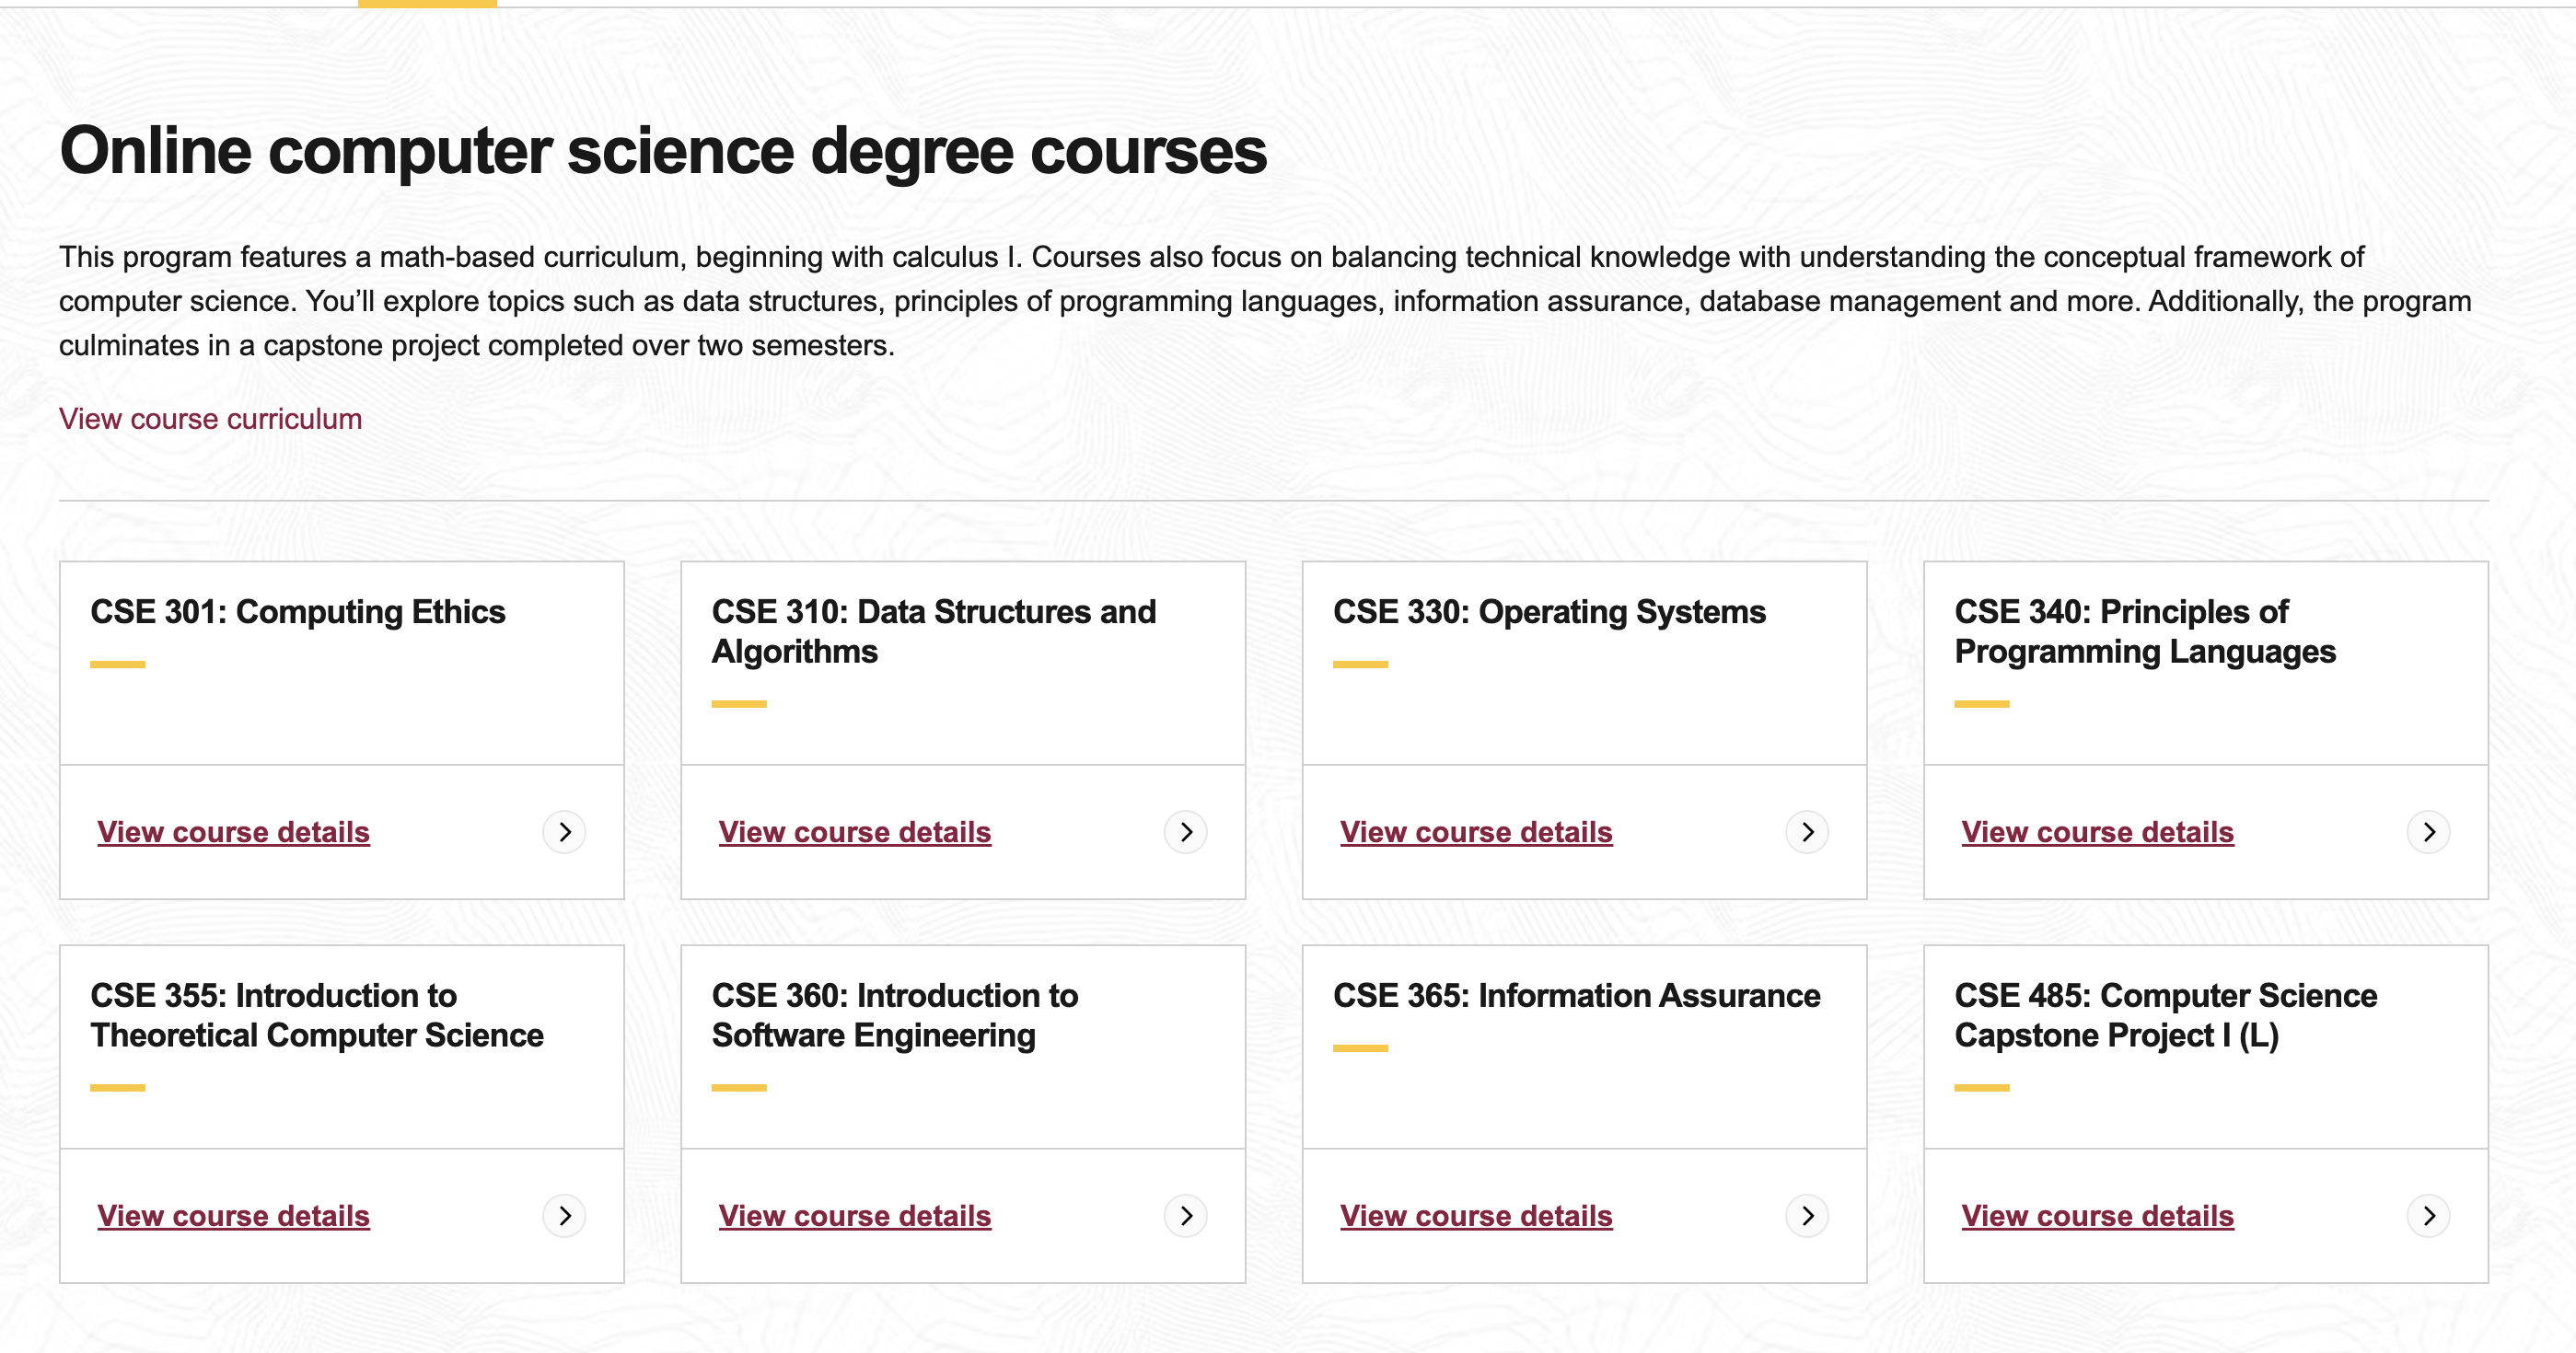 Online computer science degree courses
This program features a math-based curriculum, beginning with calculus I. Courses also focus on balancing technical knowledge with understanding the conceptual framework of
computer science. You’ll explore topics such as data structures, principles of programming languages, information assurance, database management and more. Additionally, the program
culminates in a capstone project completed over two semesters.
View course curriculum
CSE 301: Computing Ethics
View course details
CSE 310: Data Structures and
Algorithms
View course details
CSE 330: Operating Systems
View course details
CSE 340: Principles of
Programming Languages
View course details
CSE 355: Introduction to
Theoretical Computer Science
View course details
CSE 360: Introduction to
Software Engineering
View course details
CSE 365: Information Assurance
View course details
CSE 485: Computer Science
Capstone Project I (L)
View course details